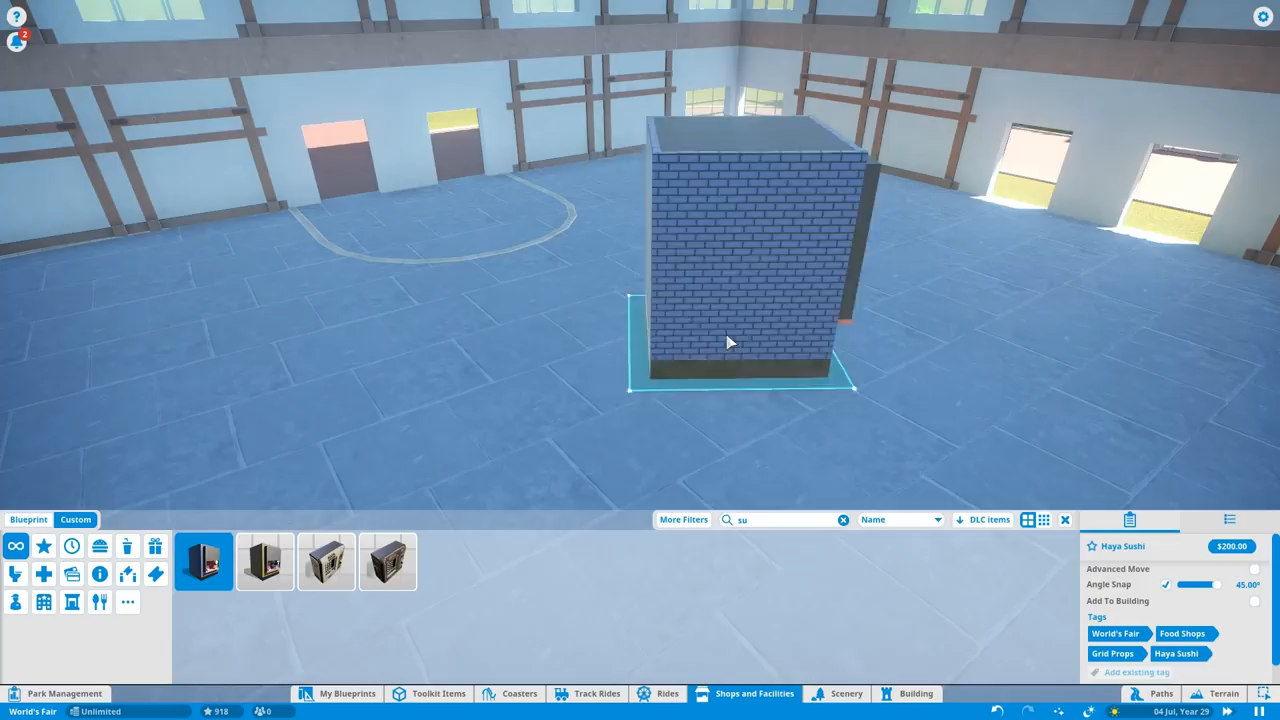 ?
2
Blueprint Custom More Filters su Name DLC items
Haya Sushi $200.00
Advanced Move
Angle Snap 45.00°
Add To Building
Tags
World's Fair Food Shops
Grid Props Haya Sushi
Add existing tag
Park Management My Blueprints Toolkit Items Coasters Track Rides Rides Shops and Facilities Scenery Building Paths Terrain
World's Fair Unlimited 918 0 04 Jul, Year 29